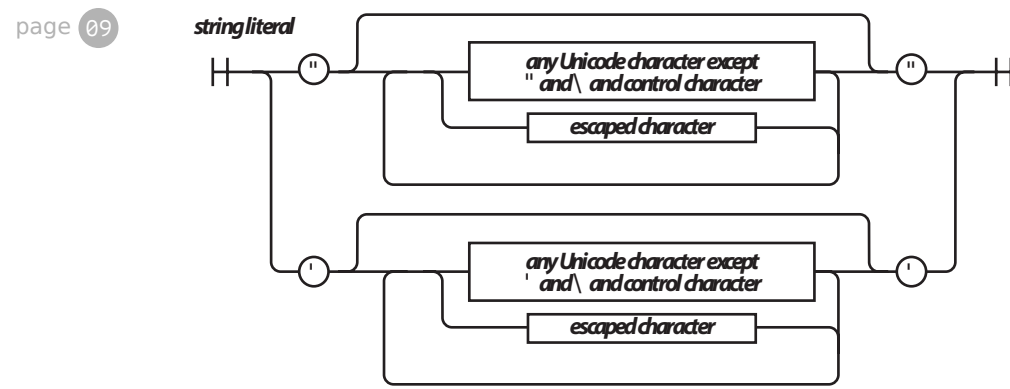 page 09
string literal
" any Unicode character except "
" and \ and control character
escaped character
' any Unicode character except '
' and \ and control character
escaped character